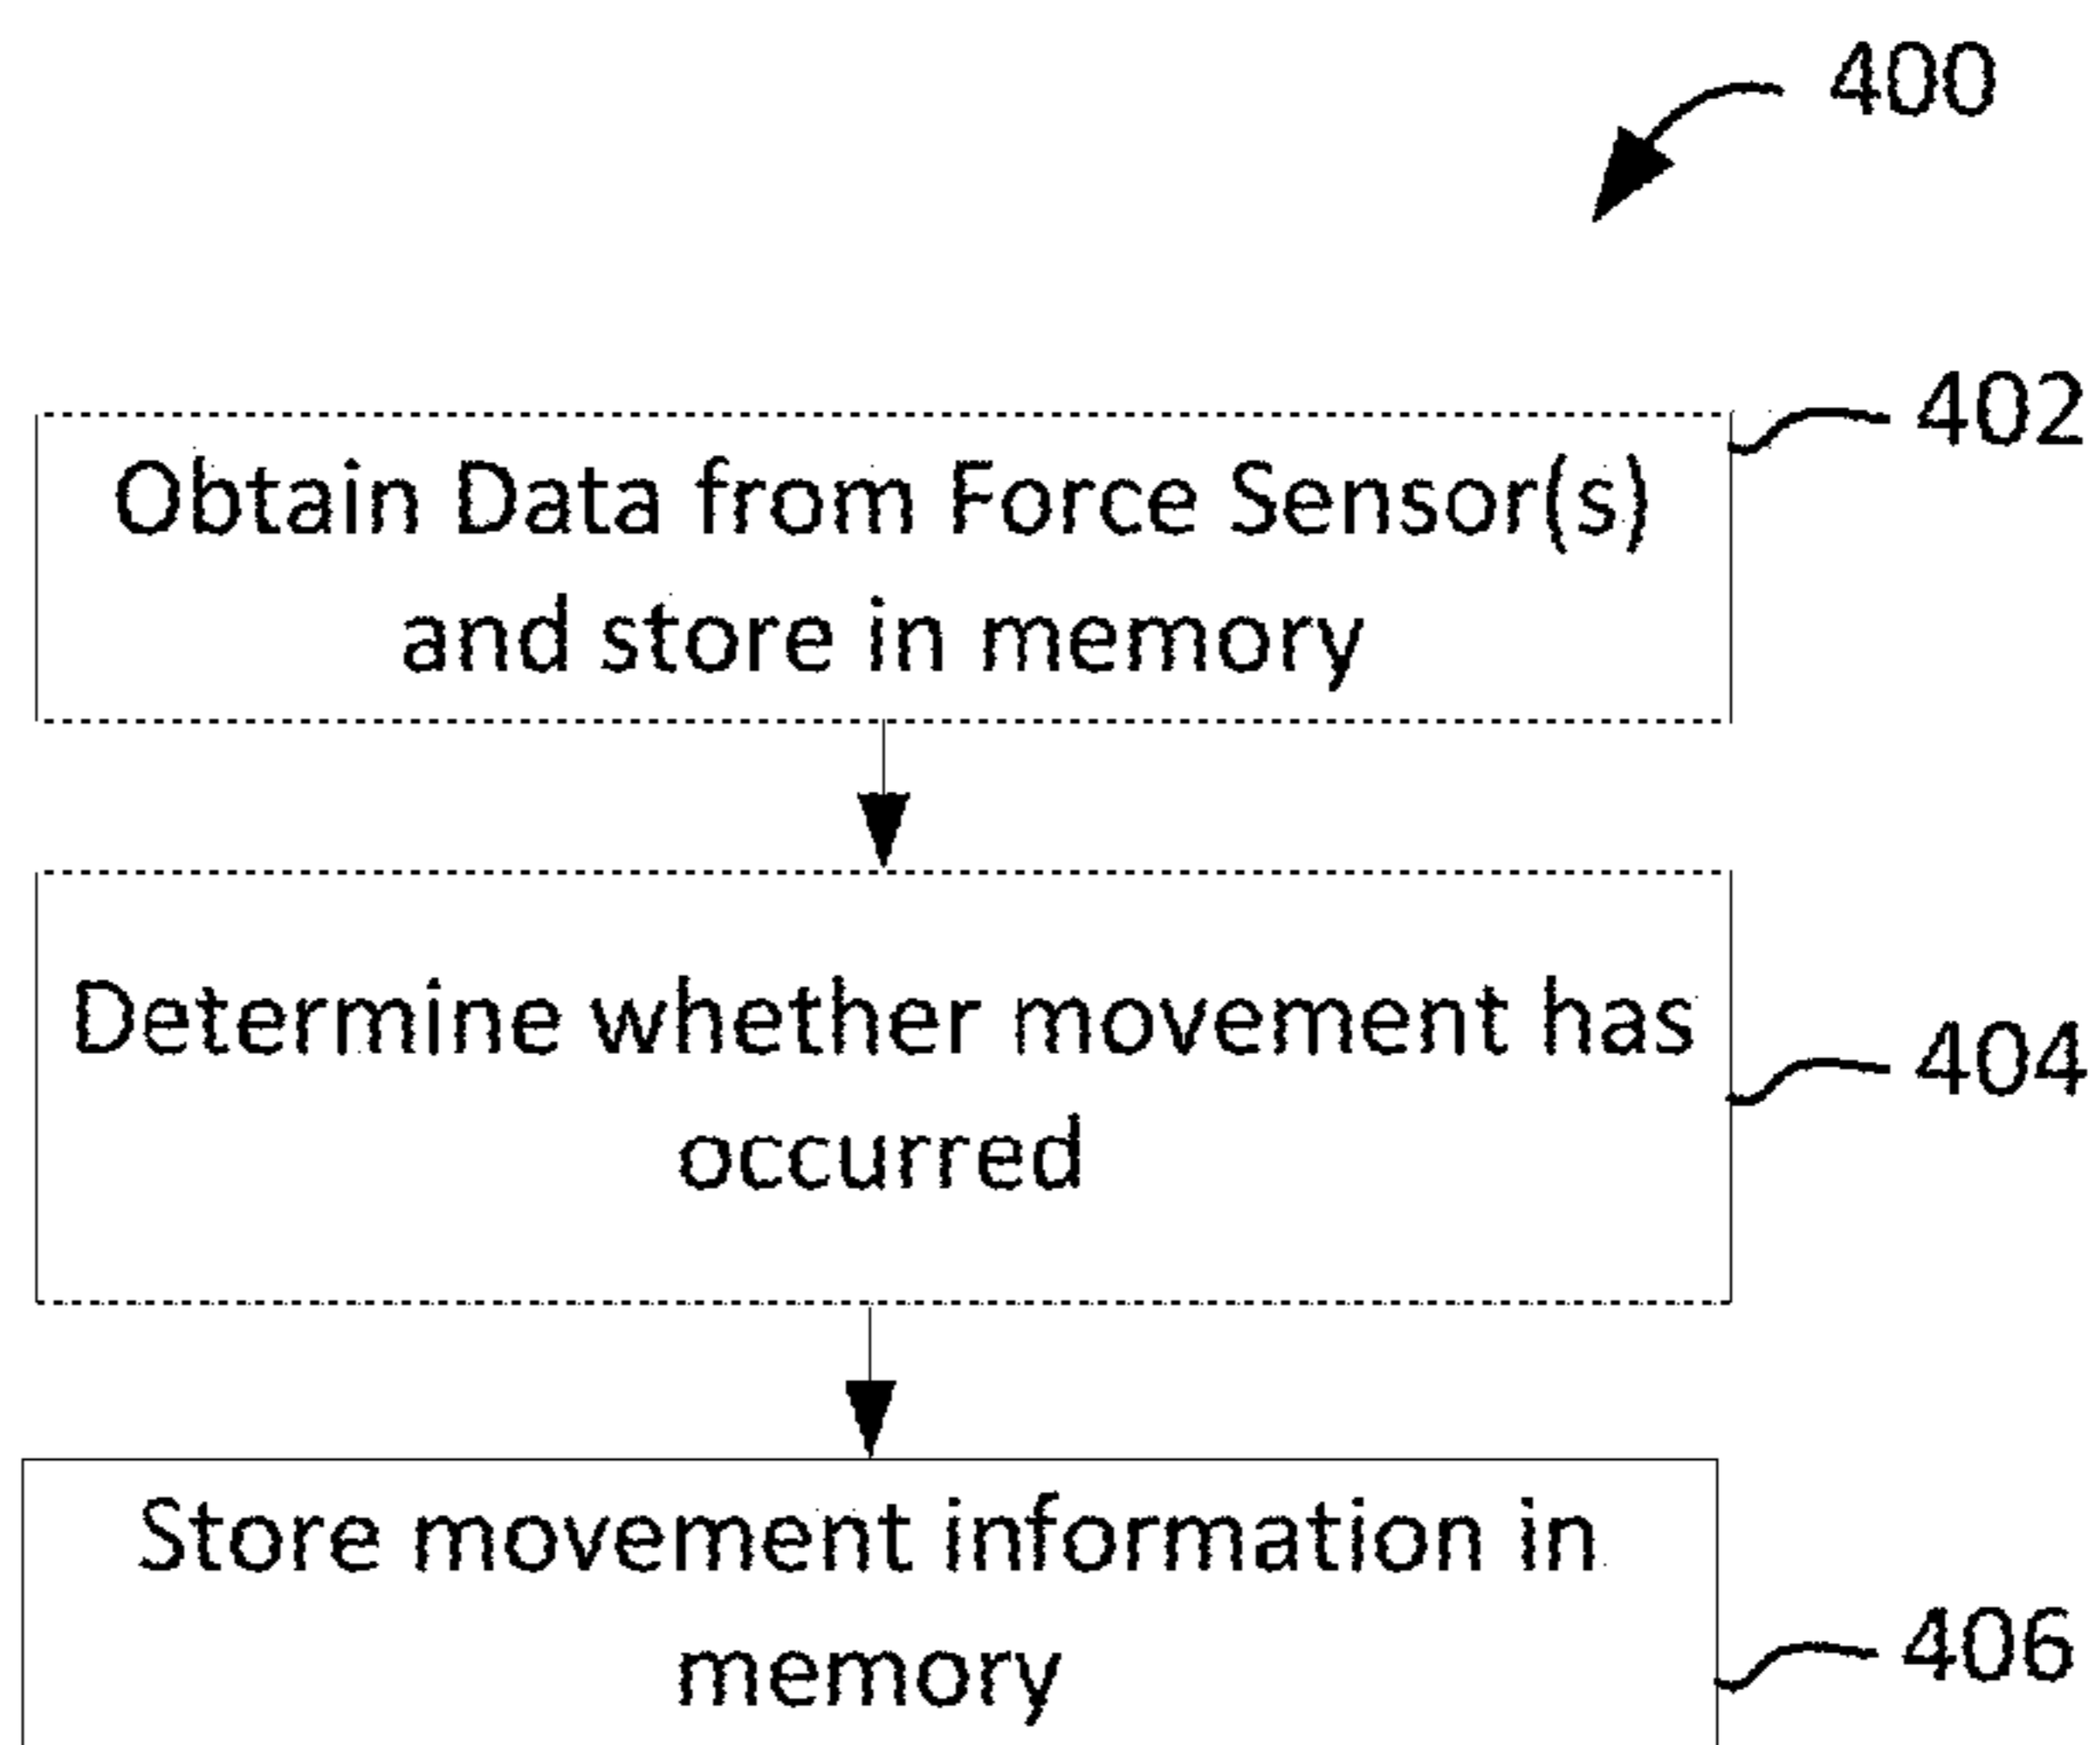 400
402
Obtain Data from Force Sensor(s)
and store in memory
Determine whether movement has
404
occurred
Store movement information in
406
memory